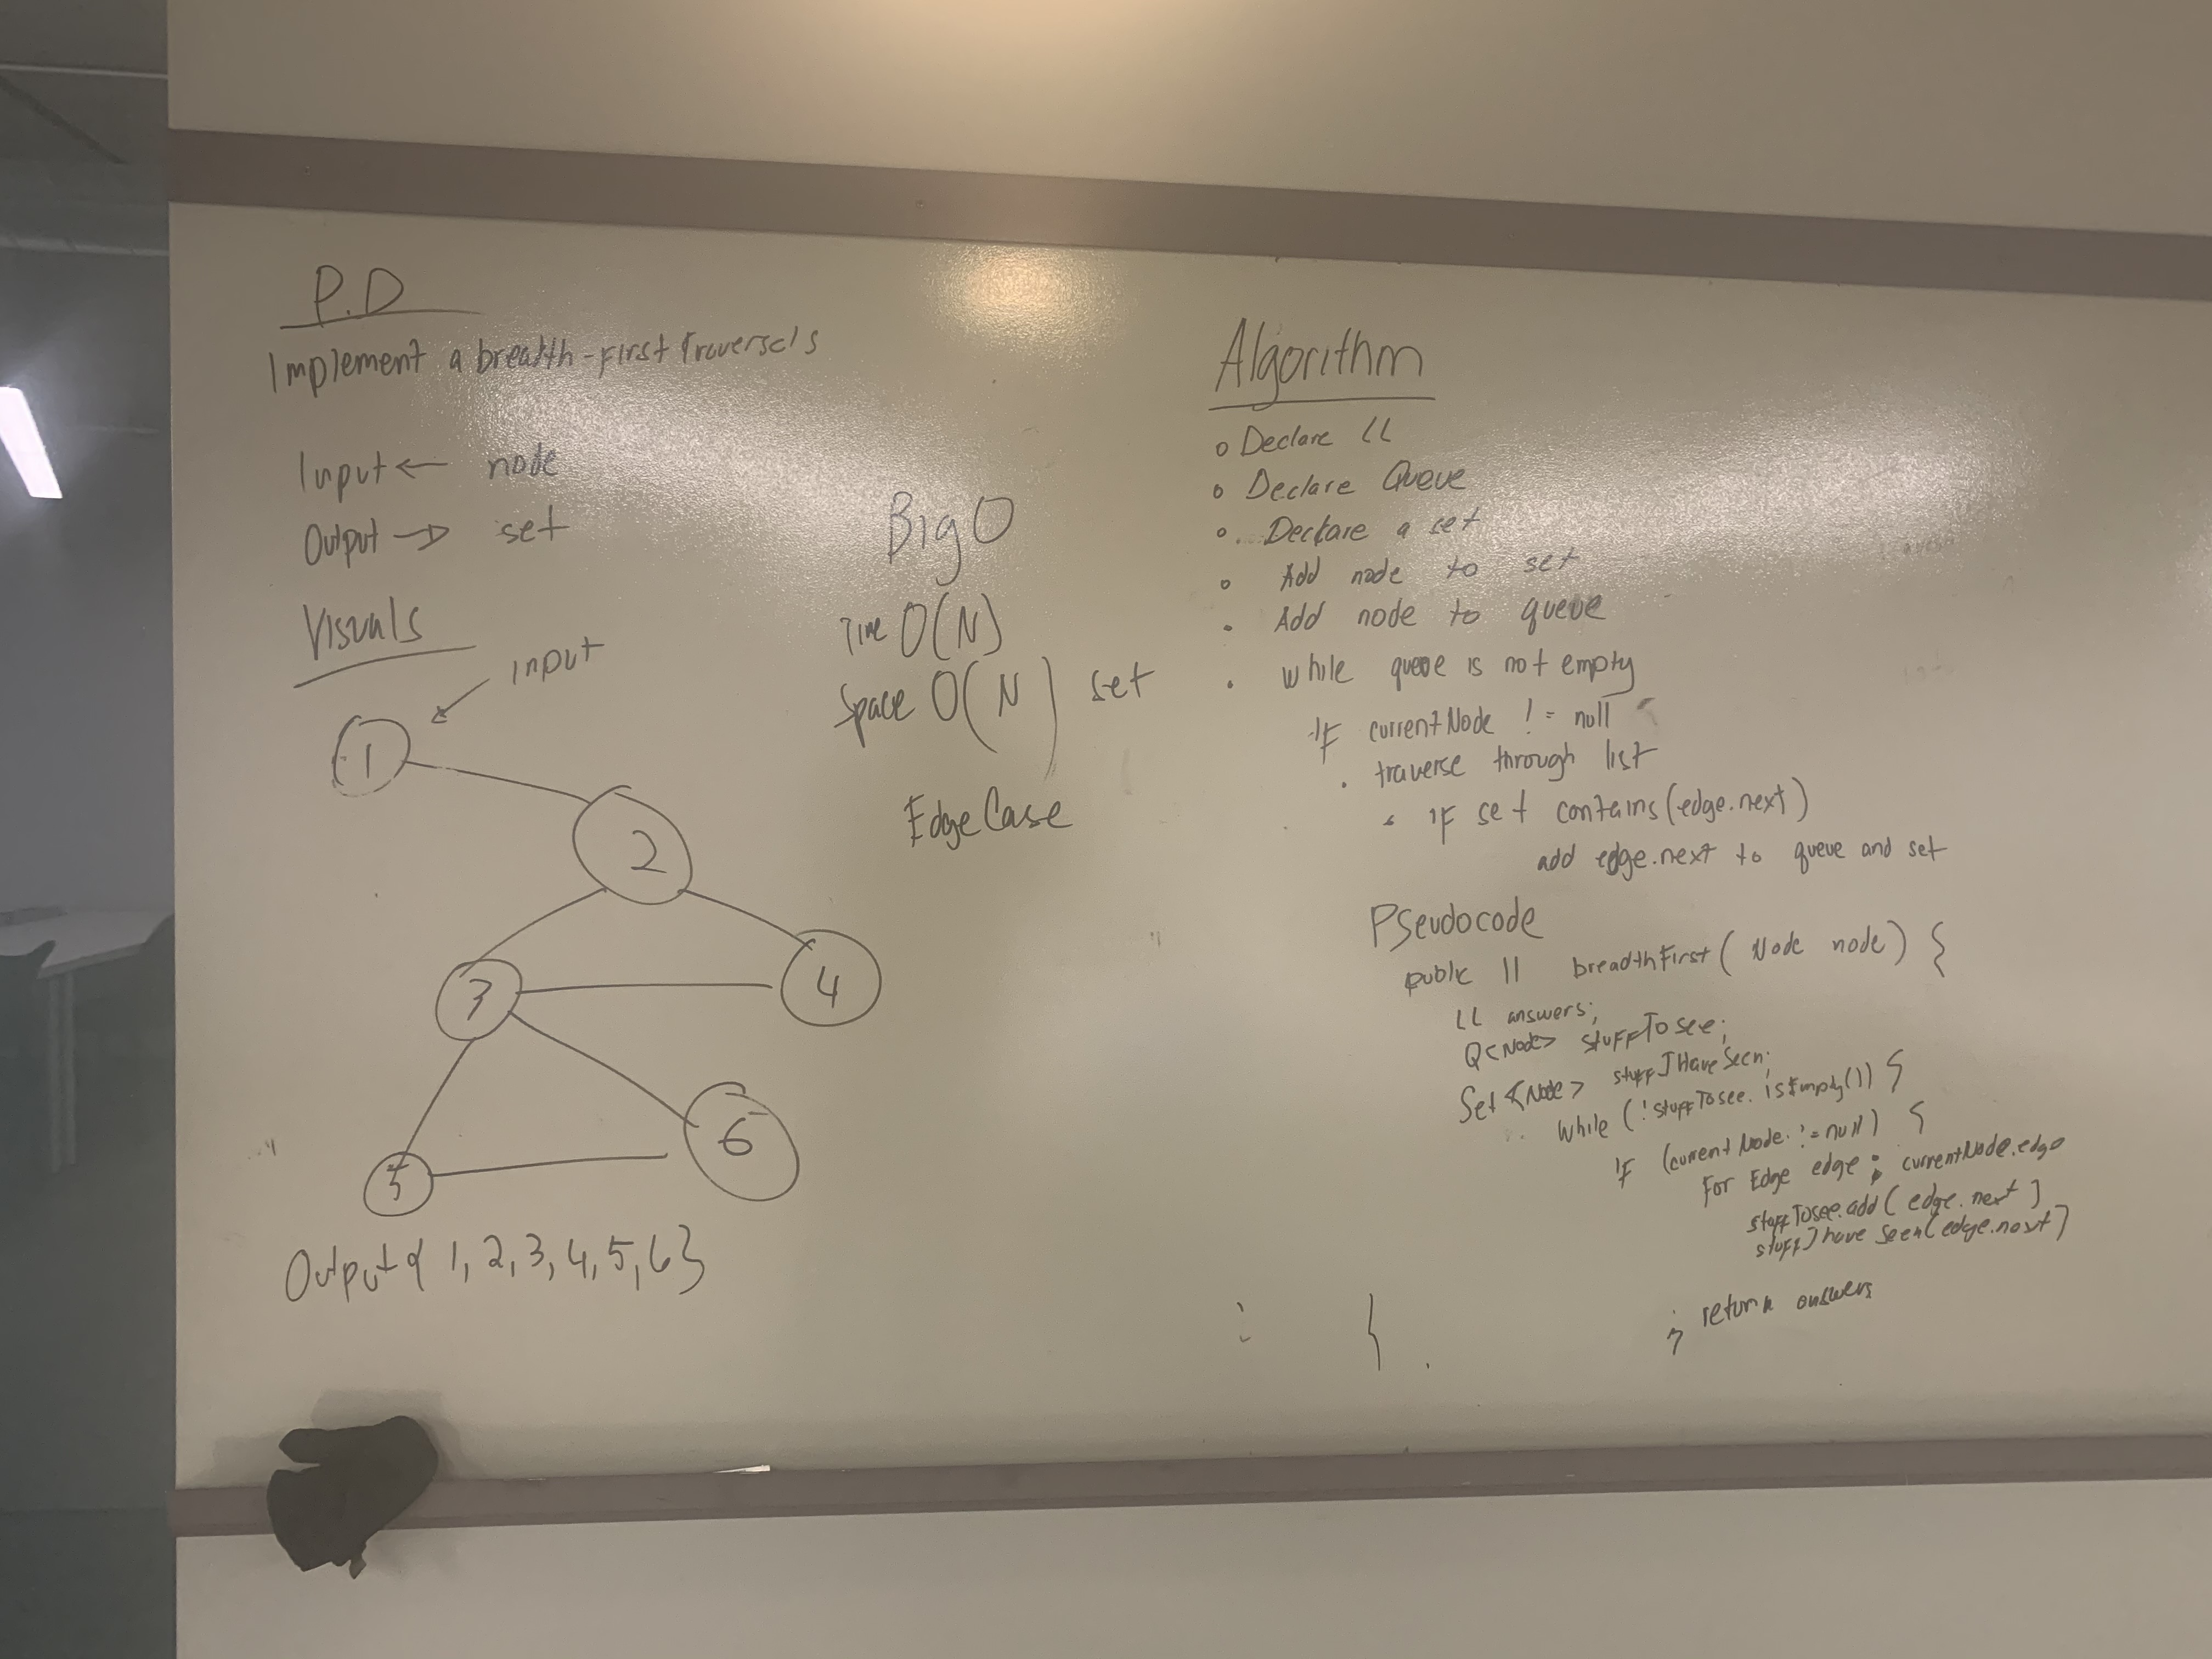 P.D
Implement a breadth-first traversels
Input ← node
Output → set
Visuals
input
1
2
3
4
5
6
Output { 1, 2, 3, 4, 5, 6 }
Big O
Time O(N)
Space O(N) set
Edge Case
Algorithm
Declare LL
Declare Queue
Declare a set
Add node to set
Add node to queue
while queue is not empty
IF currentNode != null
traverse through list
IF set contains(edge.next)
add edge.next to queue and set
Pseudocode
public ll breadthFirst( Node node) {
LL answers;
Q<Node> stuffTosee;
Set <Node> stuffIHaveSeen;
while (!stuffTosee.isEmpty()) {
IF (currentNode != null) {
For Edge edge : currentNode.edge
stuffTosee.add( edge.next )
stuffIhaveSeen(edge.next)
return answers